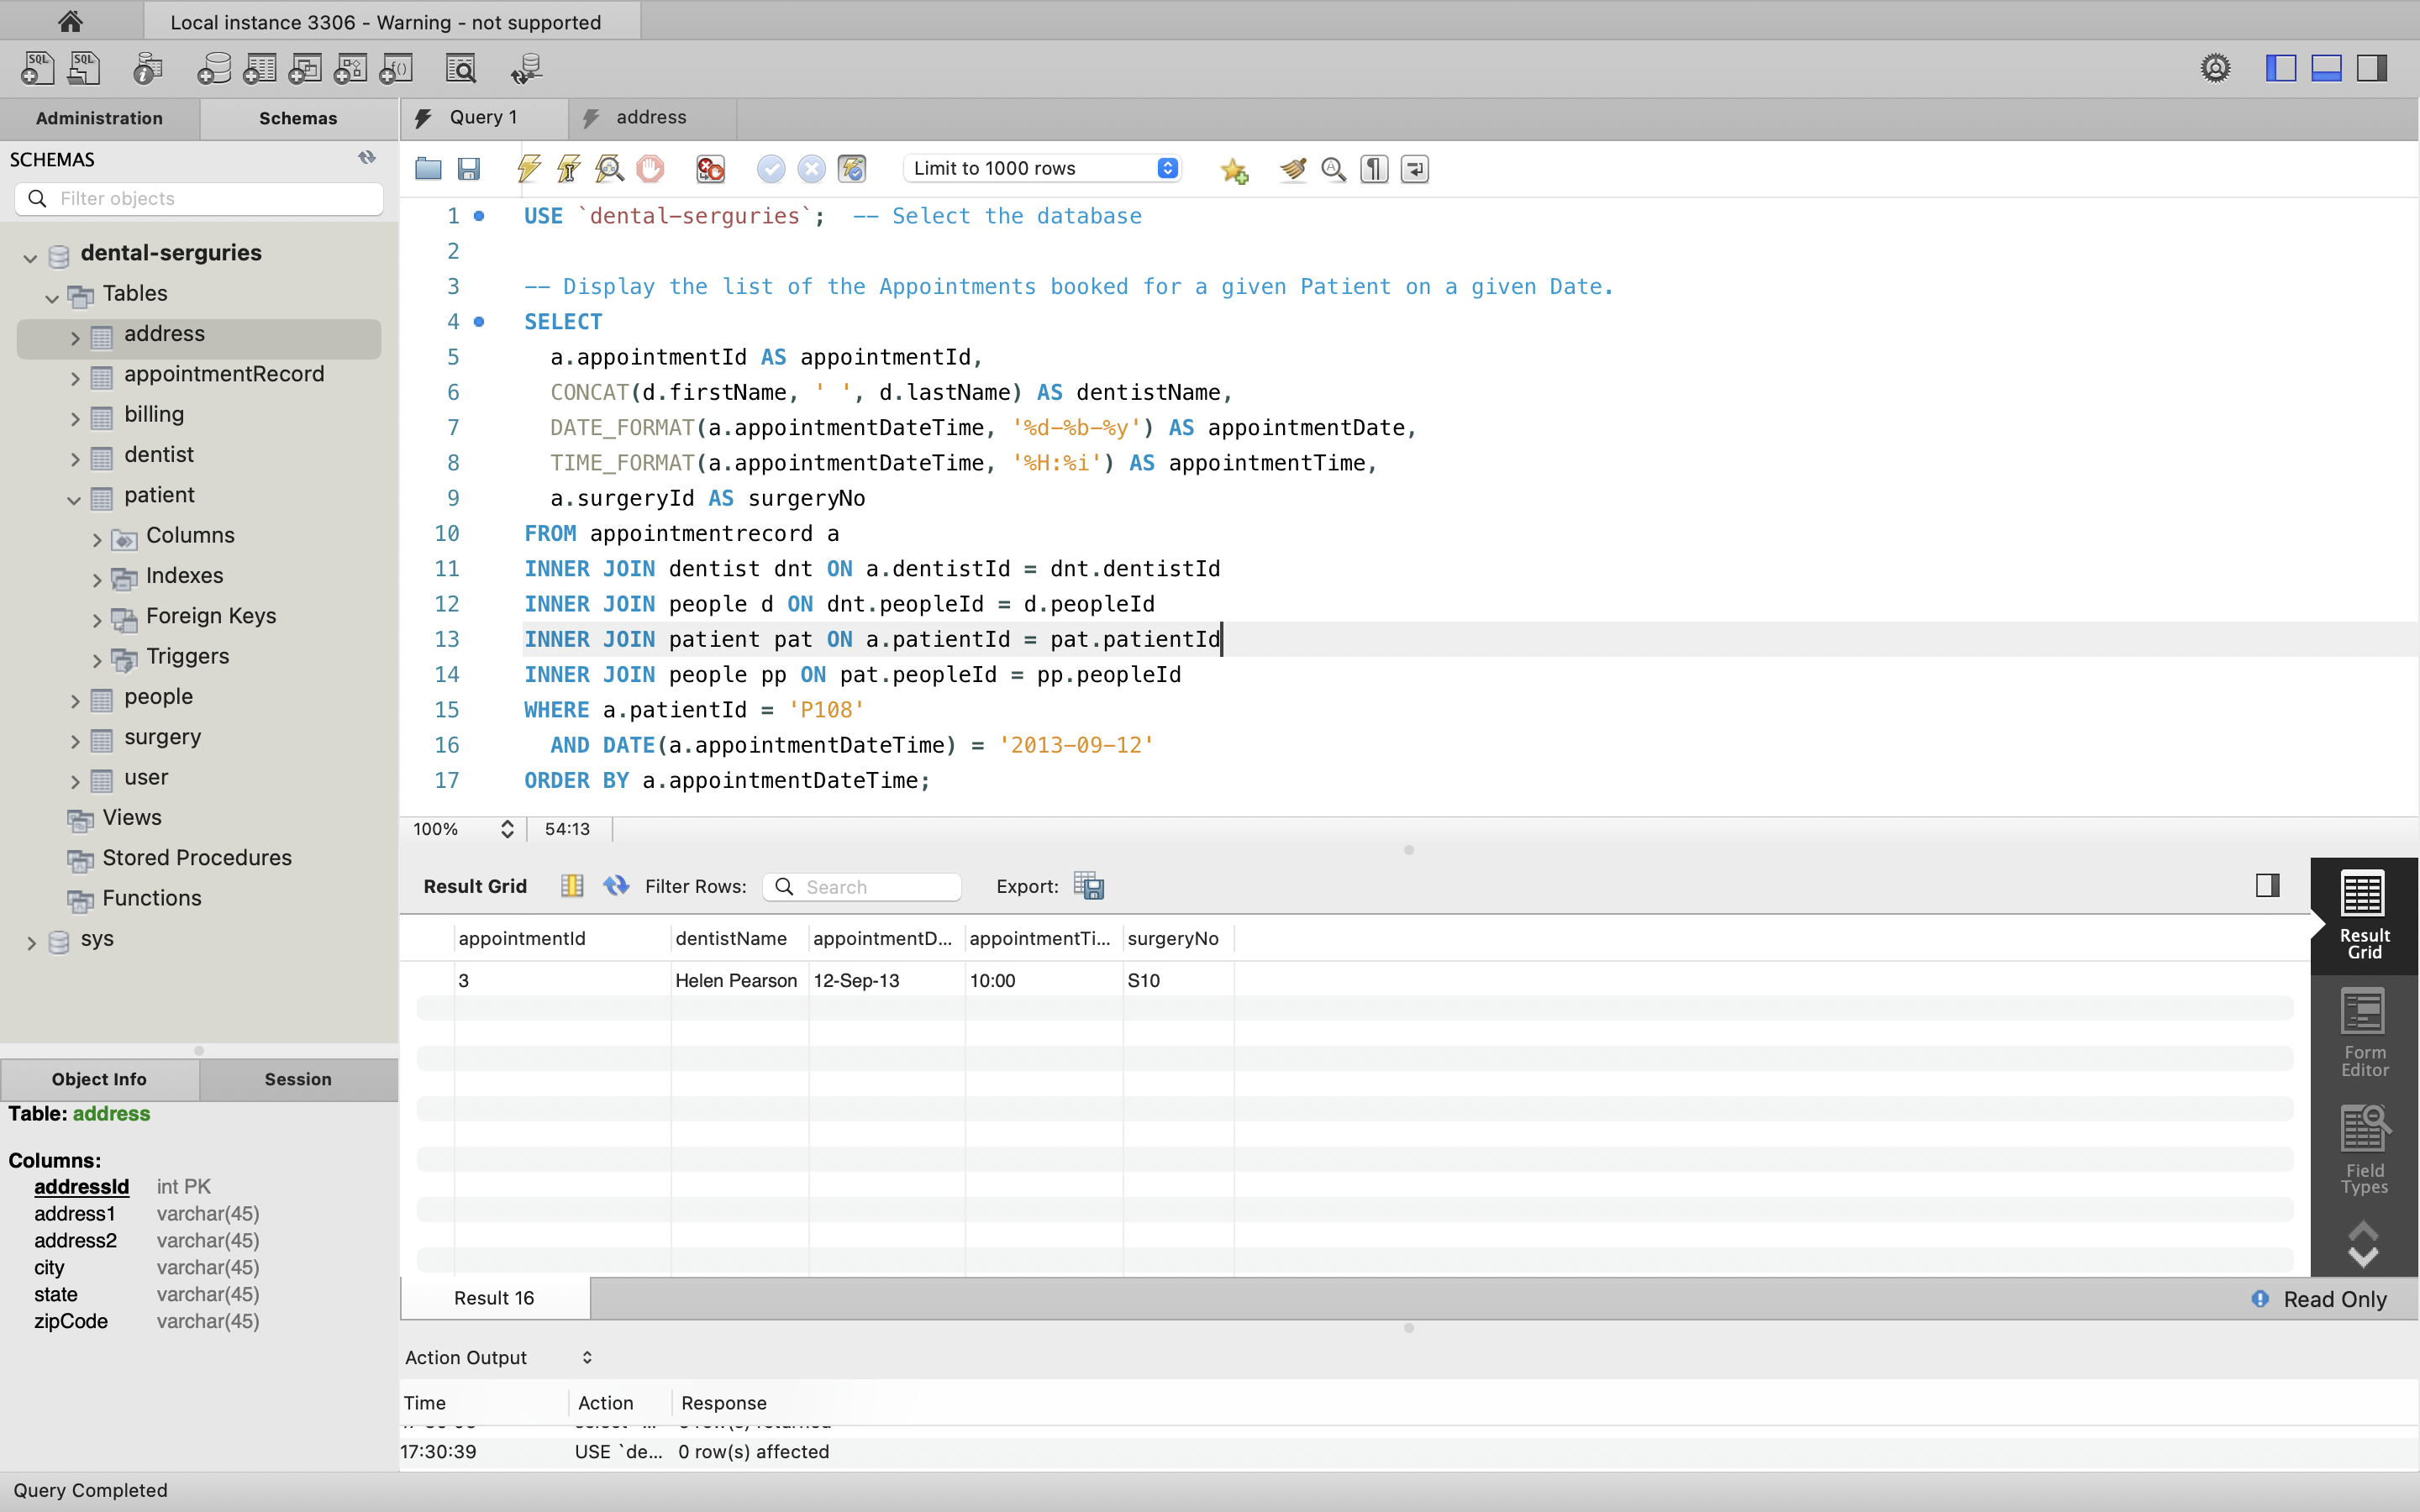 Local instance 3306 - Warning - not supported
SQL SQL
Administration Schemas
SCHEMAS
Filter objects
dental-serguries
Tables
address
appointmentRecord
billing
dentist
patient
Columns
Indexes
Foreign Keys
Triggers
people
surgery
user
Views
Stored Procedures
Functions
sys
Object Info Session
Table: address
Columns:
addressId int PK
address1 varchar(45)
address2 varchar(45)
city varchar(45)
state varchar(45)
zipCode varchar(45)
Query 1 address
Limit to 1000 rows
1 USE `dental-serguries`; -- Select the database
2
3 -- Display the list of the Appointments booked for a given Patient on a given Date.
4 SELECT
5 a.appointmentId AS appointmentId,
6 CONCAT(d.firstName, ' ', d.lastName) AS dentistName,
7 DATE_FORMAT(a.appointmentDateTime, '%d-%b-%y') AS appointmentDate,
8 TIME_FORMAT(a.appointmentDateTime, '%H:%i') AS appointmentTime,
9 a.surgeryId AS surgeryNo
10 FROM appointmentrecord a
11 INNER JOIN dentist dnt ON a.dentistId = dnt.dentistId
12 INNER JOIN people d ON dnt.peopleId = d.peopleId
13 INNER JOIN patient pat ON a.patientId = pat.patientId
14 INNER JOIN people pp ON pat.peopleId = pp.peopleId
15 WHERE a.patientId = 'P108'
16 AND DATE(a.appointmentDateTime) = '2013-09-12'
17 ORDER BY a.appointmentDateTime;
100% 54:13
Result Grid Filter Rows: Search Export:
appointmentId dentistName appointmentD... appointmentTi... surgeryNo
3 Helen Pearson 12-Sep-13 10:00 S10
Result
Grid
Form
Editor
Field
Types
Result 16 Read Only
Action Output
Time Action Response
17:30:39 USE `de... 0 row(s) affected
Query Completed